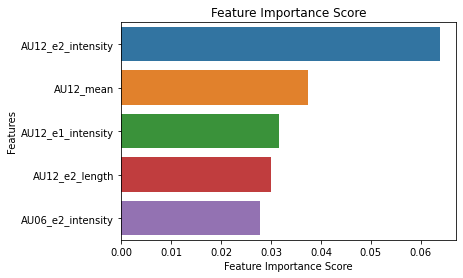 Feature Importance Score
AU12_e2_intensity
AU12_mean
AU12_e1_intensity
AU12_e2_length
AU06_e2_intensity
Features
0.00 0.01 0.02 0.03 0.04 0.05 0.06
Feature Importance Score